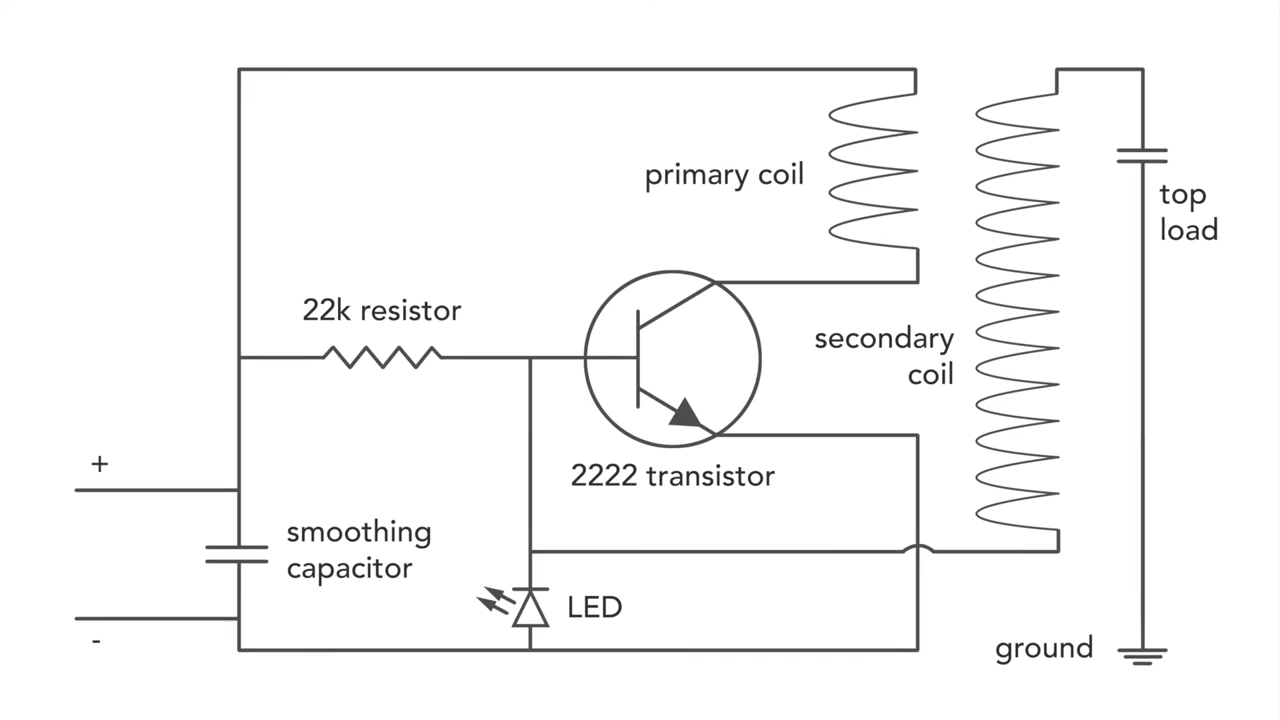 primary coil
top
load
22k resistor
secondary
coil
+
2222 transistor
smoothing
capacitor
LED
-
ground